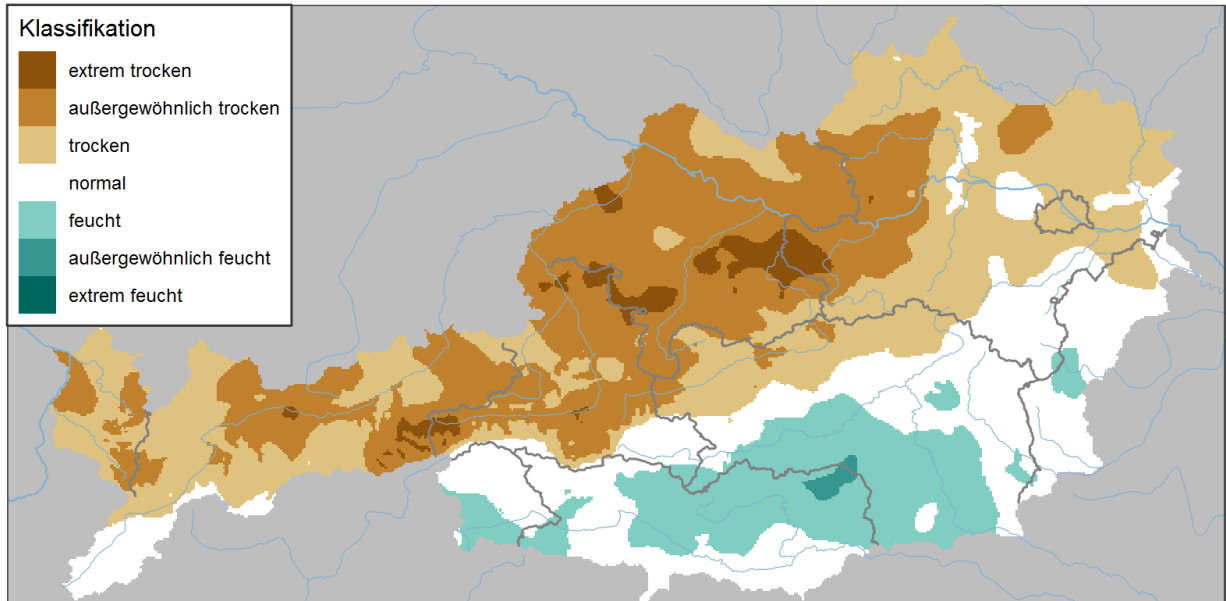 Klassifikation
extrem trocken
außergewöhnlich trocken
trocken
normal
feucht
außergewöhnlich feucht
extrem feucht